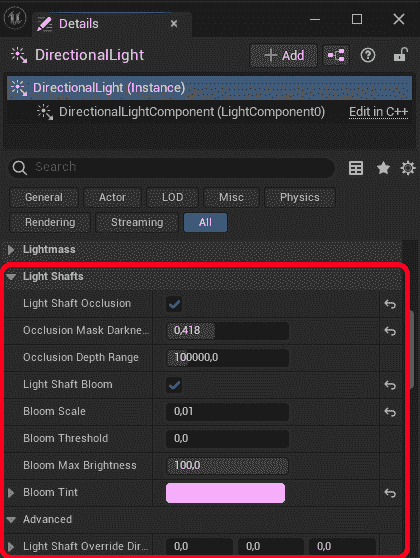 Details
DirectionalLight
Add
DirectionalLight (Instance)
DirectionalLightComponent (LightComponent0) Edit in C++
Search
General Actor LOD Misc Physics
Rendering Streaming All
Lightmass
Light Shafts
Light Shaft Occlusion
Occlusion Mask Darkne... 0,418
Occlusion Depth Range 100000,0
Light Shaft Bloom
Bloom Scale 0,01
Bloom Threshold 0,0
Bloom Max Brightness 100,0
Bloom Tint
Advanced
Light Shaft Override Dir... 0,0 0,0 0,0